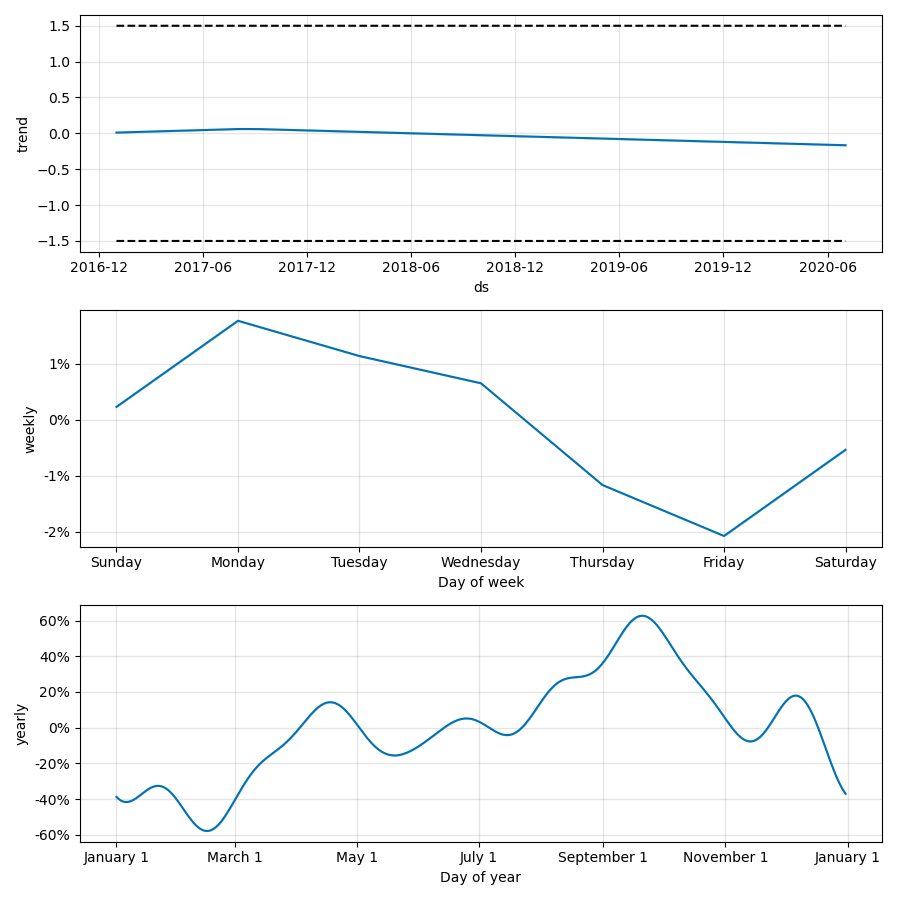 1.5
1.0
0.5
0.0
−0.5
−1.0
−1.5
trend
2016-12 2017-06 2017-12 2018-06 2018-12 2019-06 2019-12 2020-06
ds
1%
0%
-1%
-2%
weekly
Sunday Monday Tuesday Wednesday Thursday Friday Saturday
Day of week
60%
40%
20%
0%
-20%
-40%
-60%
yearly
January 1 March 1 May 1 July 1 September 1 November 1 January 1
Day of year